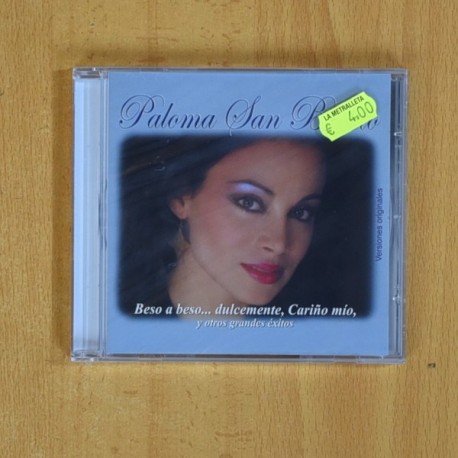 Paloma San
LA METRALLETA
€ 4.00
Versiones originales
Beso a beso... dulcemente, Cariño mío,
y otros grandes éxitos